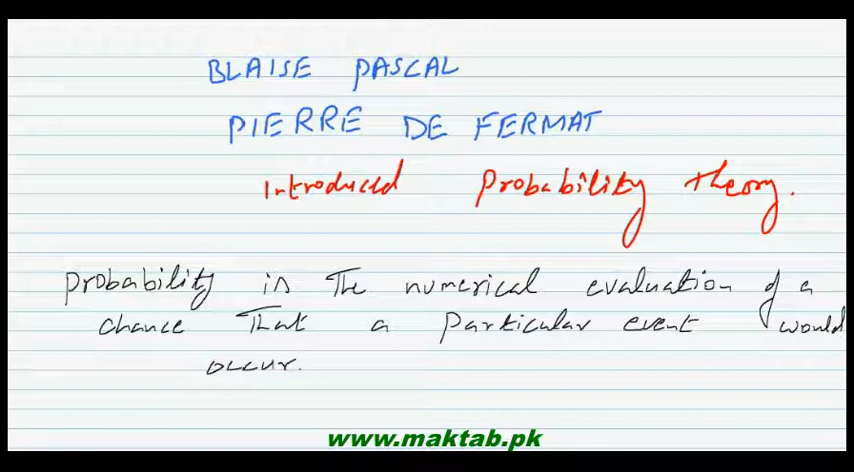 BLAISE PASCAL
PIERRE DE FERMAT
Introduced Probability theory.
Probability is The numerical evaluation of a
chance That a particular event would
occur.
www.maktab.pk